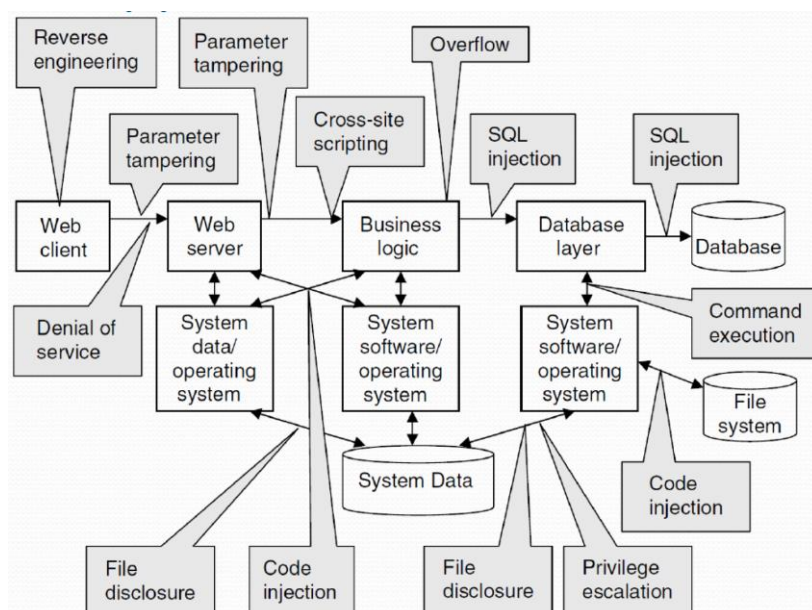 Reverse
engineering
Parameter
tampering
Overflow
Parameter
tampering
Cross-site
scripting
SQL
injection
SQL
injection
Web
client
Web
server
Business
logic
Database
layer
Database
Denial of
service
System
data/
operating
system
System
software/
operating
system
System
software/
operating
system
Command
execution
File
system
System Data
Code
injection
File
disclosure
Code
injection
File
disclosure
Privilege
escalation